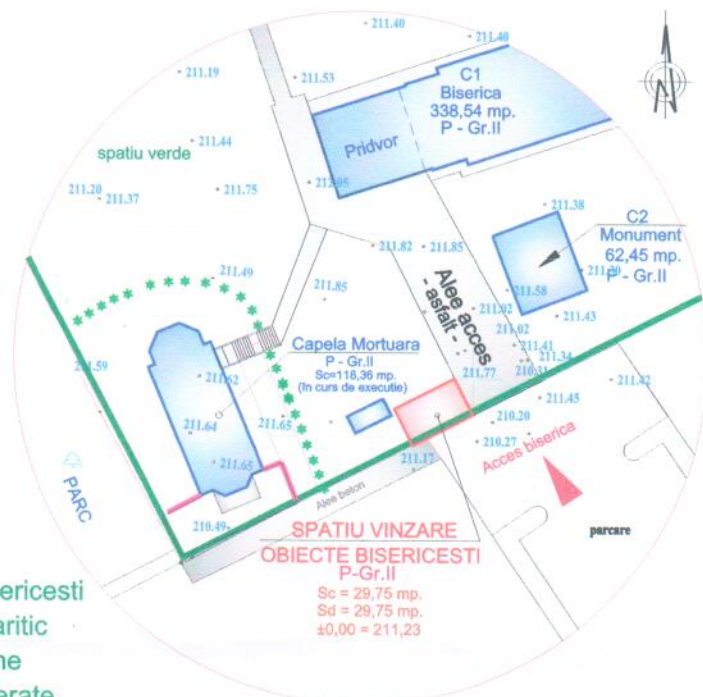 211.40
211.40
211.19
211.53
C1
Biserica
338,54 mp.
P - Gr.II
Pridvor
211.44
spatiu verde
211.20
211.37
211.75
212.05
211.38
C2
Monument
62,45 mp.
P - Gr.II
211.82
211.85
211.49
211.85
Alee acces
- asfalt -
211.58
211.02
211.02
211.43
211.41
211.34
Capela Mortuara
P - Gr.II
Sc=118,36 mp.
(In curs de executie)
211.77
211.59
211.62
211.42
211.45
211.64
211.65
210.20
210.27
Acces biserica
211.65
211.17
PARC
Alee beton
210.49
parcare
SPATIU VINZARE
OBIECTE BISERICESTI
P-Gr.II
Sc = 29,75 mp.
Sd = 29,75 mp.
±0,00 = 211,23
ericesti
aritic
ne
erate